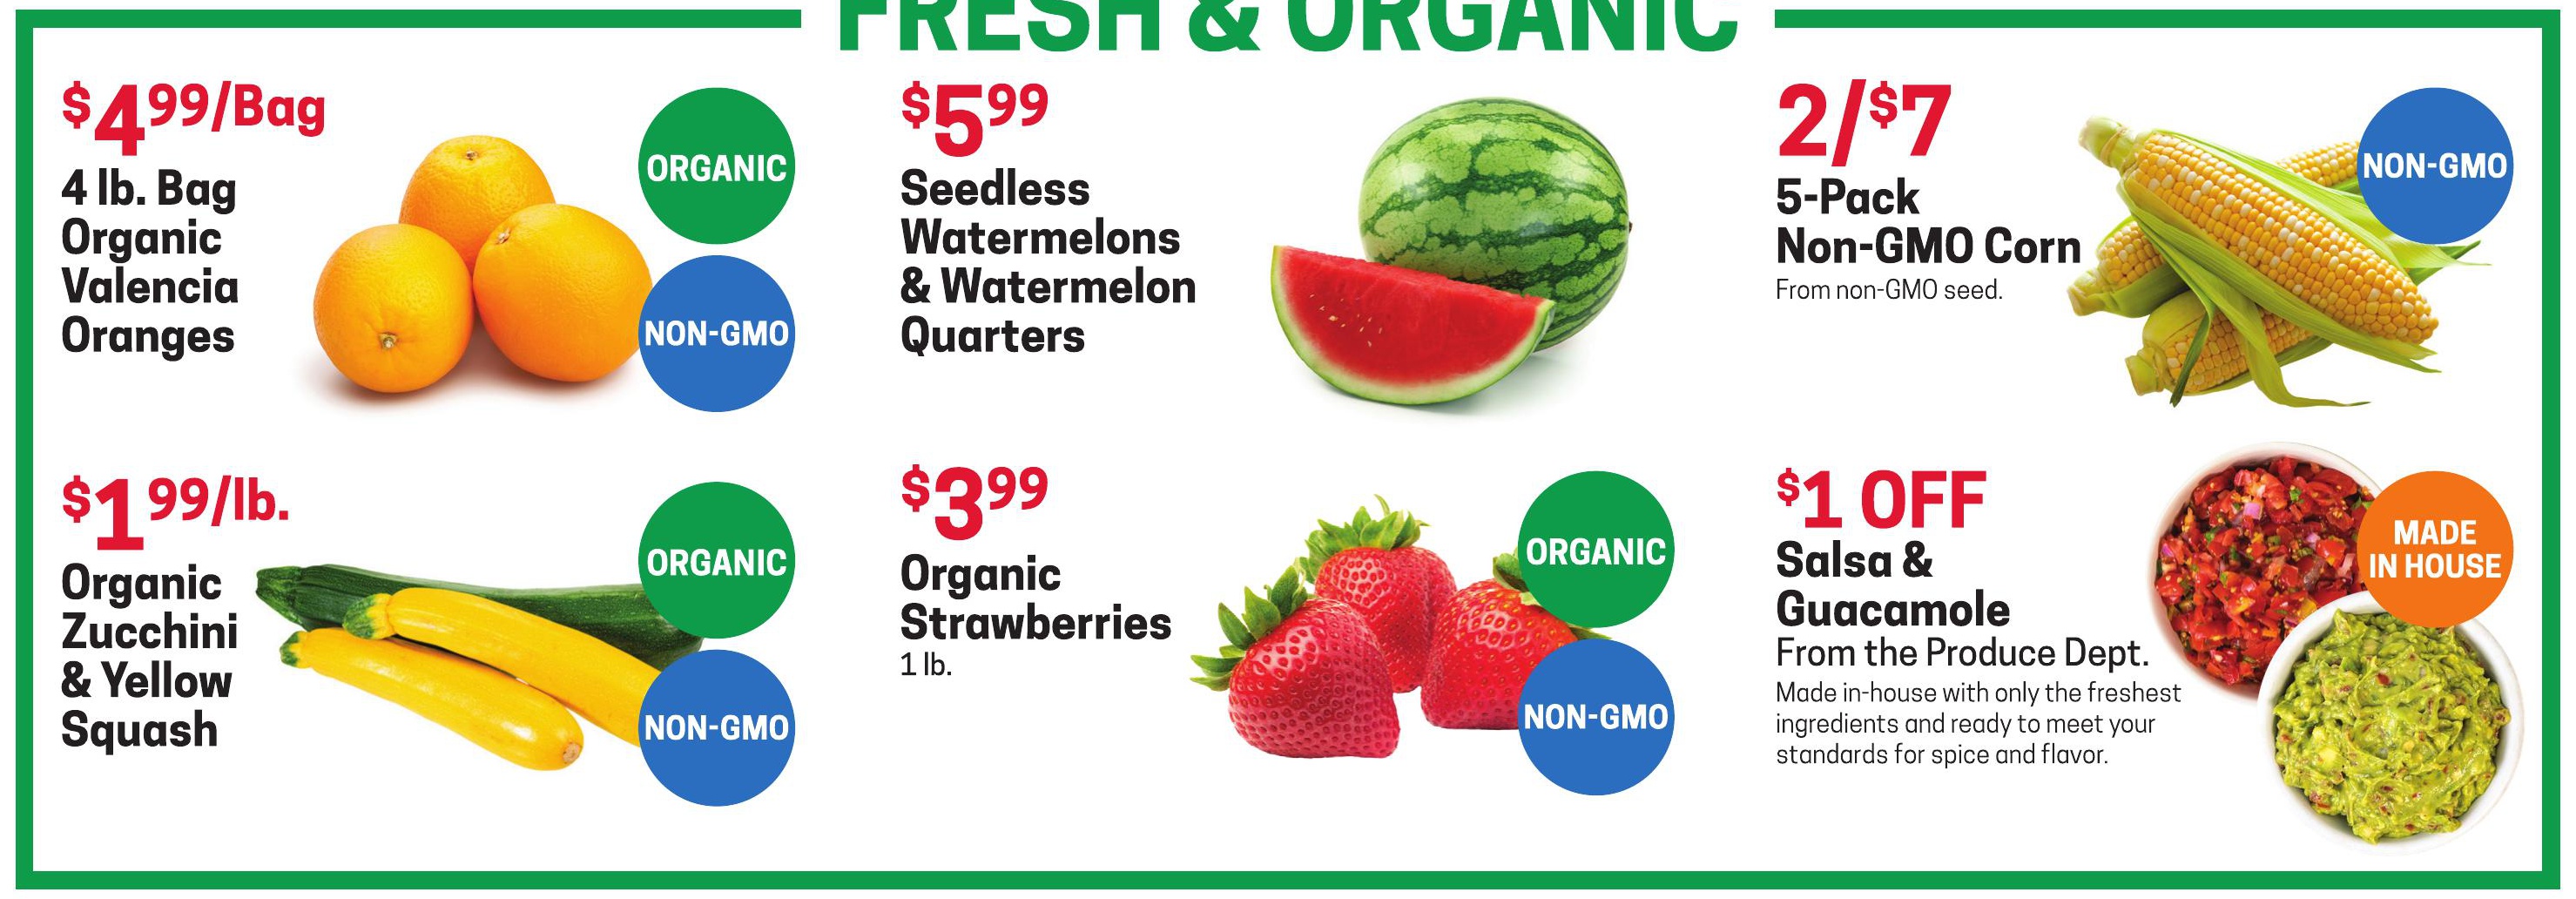 FRESH & ORGANIC
$4.99/Bag
4 lb. Bag
Organic
Valencia
Oranges
ORGANIC
NON-GMO
$5.99
Seedless
Watermelons
& Watermelon
Quarters
2/$7
5-Pack
Non-GMO Corn
From non-GMO seed.
NON-GMO
$1.99/lb.
Organic
Zucchini
& Yellow
Squash
ORGANIC
NON-GMO
$3.99
Organic
Strawberries
1 lb.
ORGANIC
NON-GMO
$1 OFF
Salsa &
Guacamole
From the Produce Dept.
Made in-house with only the freshest
ingredients and ready to meet your
standards for spice and flavor.
MADE
IN HOUSE